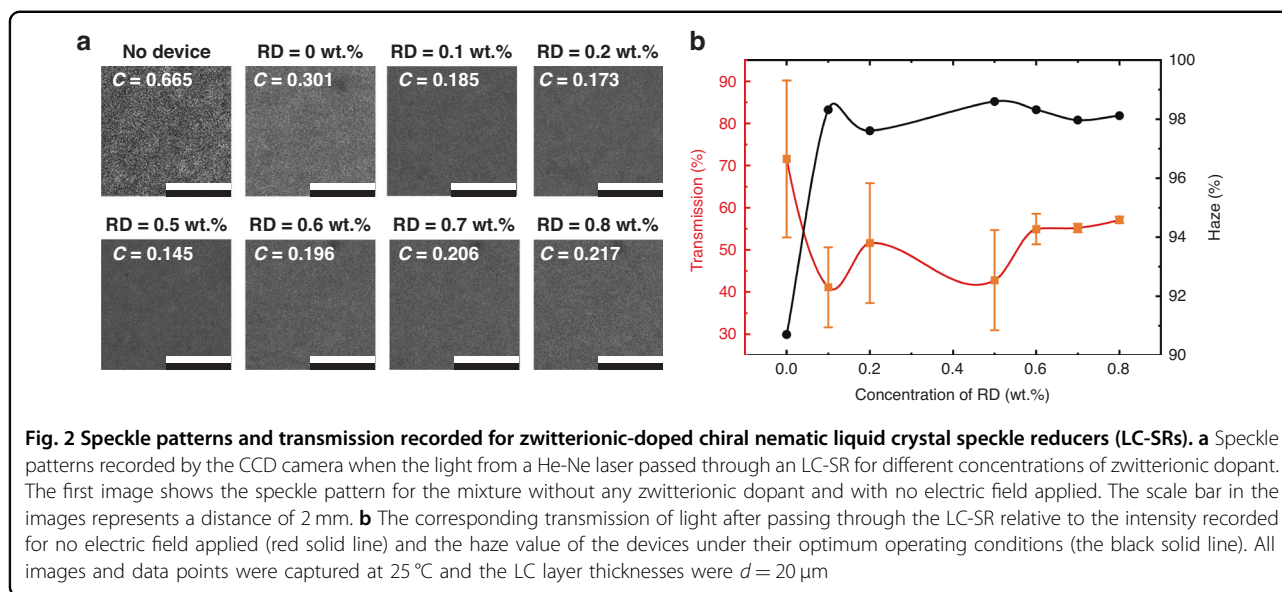 a
No device RD = 0 wt.% RD = 0.1 wt.% RD = 0.2 wt.%
C = 0.665 C = 0.301 C = 0.185 C = 0.173
RD = 0.5 wt.% RD = 0.6 wt.% RD = 0.7 wt.% RD = 0.8 wt.%
C = 0.145 C = 0.196 C = 0.206 C = 0.217
b
Transmission (%)
90
80
70
60
50
40
30
Haze (%)
100
98
96
94
92
90
0.0 0.2 0.4 0.6 0.8
Concentration of RD (wt.%)
Fig. 2 Speckle patterns and transmission recorded for zwitterionic-doped chiral nematic liquid crystal speckle reducers (LC-SRs). a Speckle
patterns recorded by the CCD camera when the light from a He-Ne laser passed through an LC-SR for different concentrations of zwitterionic dopant.
The first image shows the speckle pattern for the mixture without any zwitterionic dopant and with no electric field applied. The scale bar in the
images represents a distance of 2 mm. b The corresponding transmission of light after passing through the LC-SR relative to the intensity recorded
for no electric field applied (red solid line) and the haze value of the devices under their optimum operating conditions (the black solid line). All
images and data points were captured at 25 °C and the LC layer thicknesses were d = 20 μm